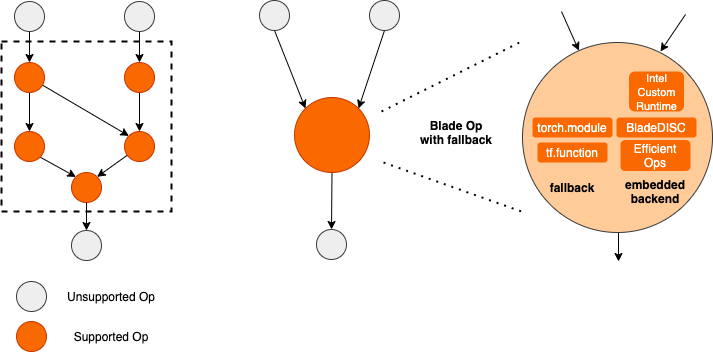 Unsupported Op
Supported Op
Blade Op
with fallback
Intel
Custom
Runtime
torch.module
BladeDISC
tf.function
Efficient
Ops
fallback
embedded
backend